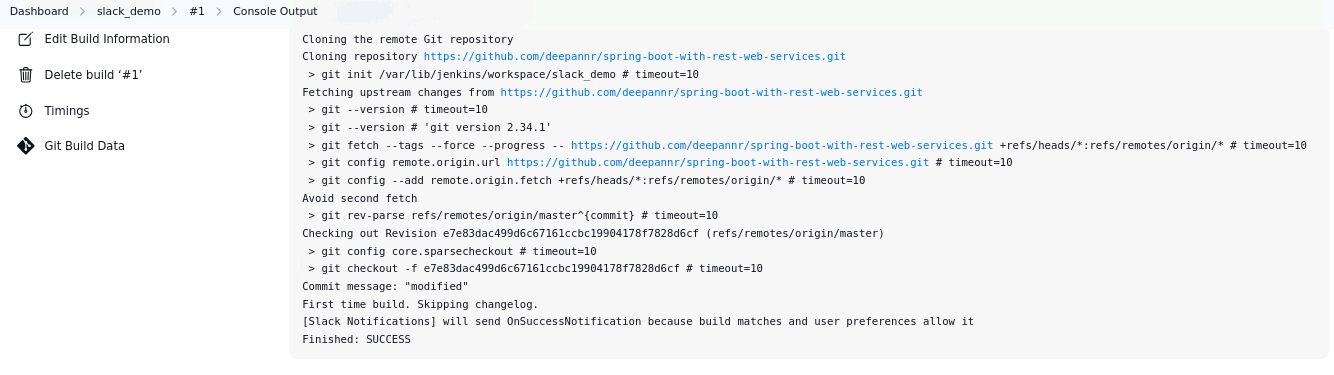 Dashboard > slack_demo > #1 > Console Output
Edit Build Information
Delete build ‘#1’
Timings
Git Build Data
Cloning the remote Git repository
Cloning repository https://github.com/deepannr/spring-boot-with-rest-web-services.git
 > git init /var/lib/jenkins/workspace/slack_demo # timeout=10
Fetching upstream changes from https://github.com/deepannr/spring-boot-with-rest-web-services.git
 > git --version # timeout=10
 > git --version # 'git version 2.34.1'
 > git fetch --tags --force --progress -- https://github.com/deepannr/spring-boot-with-rest-web-services.git +refs/heads/*:refs/remotes/origin/* # timeout=10
 > git config remote.origin.url https://github.com/deepannr/spring-boot-with-rest-web-services.git # timeout=10
 > git config --add remote.origin.fetch +refs/heads/*:refs/remotes/origin/* # timeout=10
Avoid second fetch
 > git rev-parse refs/remotes/origin/master^{commit} # timeout=10
Checking out Revision e7e83dac499d6c67161ccbc19904178f7828d6cf (refs/remotes/origin/master)
 > git config core.sparsecheckout # timeout=10
 > git checkout -f e7e83dac499d6c67161ccbc19904178f7828d6cf # timeout=10
Commit message: "modified"
First time build. Skipping changelog.
[Slack Notifications] will send OnSuccessNotification because build matches and user preferences allow it
Finished: SUCCESS